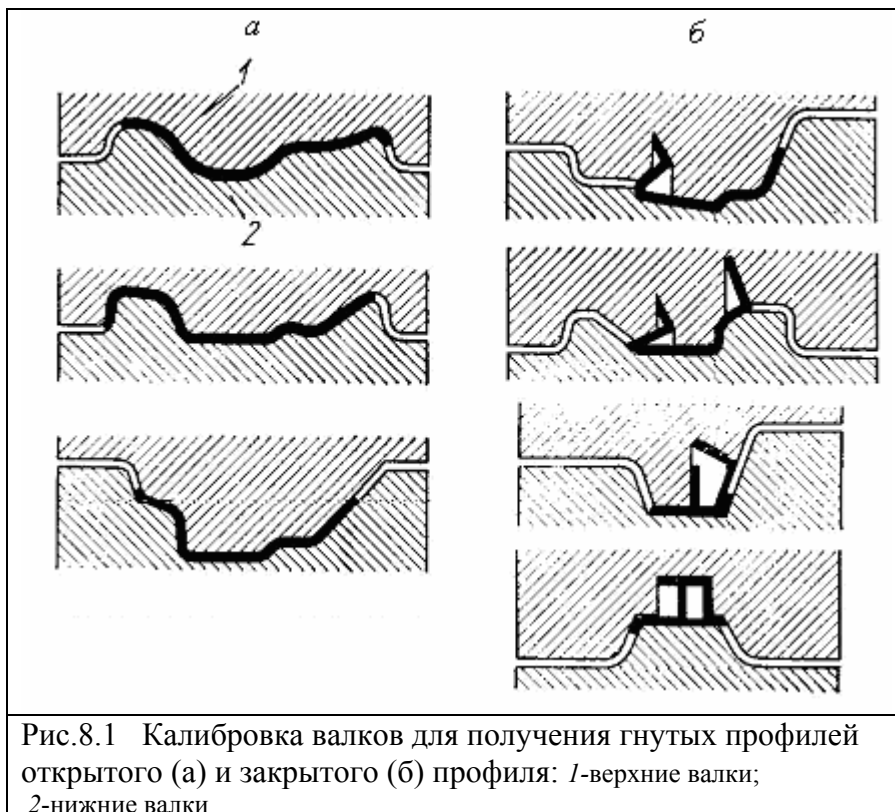 а
б
1
2
Рис.8.1 Калибровка валков для получения гнутых профилей
открытого (а) и закрытого (б) профиля: 1-верхние валки;
2-нижние валки